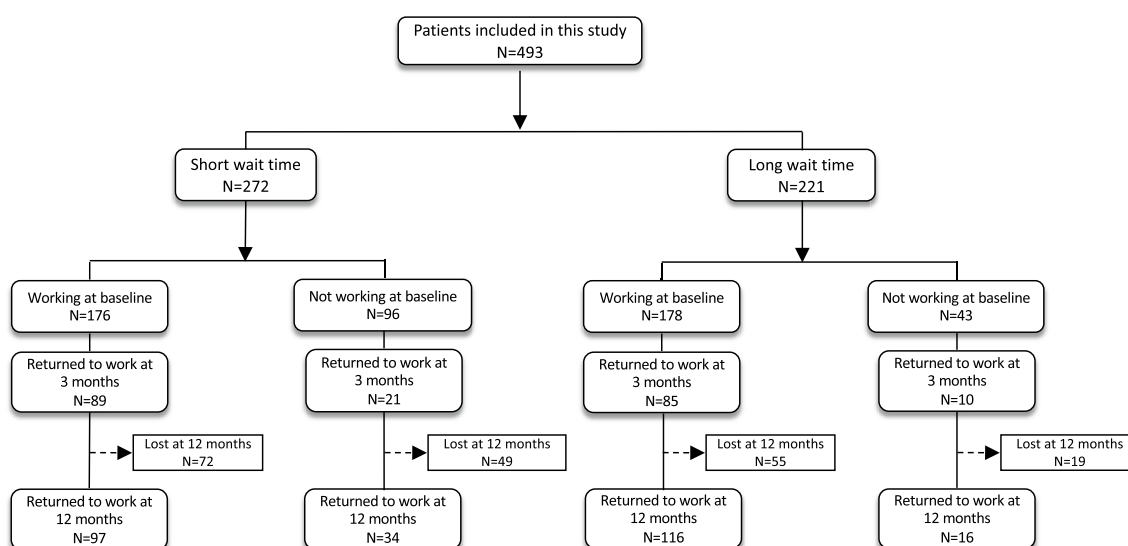 Patients included in this study
N=493
Short wait time
N=272
Long wait time
N=221
Working at baseline
N=176
Not working at baseline
N=96
Working at baseline
N=178
Not working at baseline
N=43
Returned to work at
3 months
N=89
Returned to work at
3 months
N=21
Returned to work at
3 months
N=85
Returned to work at
3 months
N=10
Lost at 12 months
N=72
Lost at 12 months
N=49
Lost at 12 months
N=55
Lost at 12 months
N=19
Returned to work at
12 months
N=97
Returned to work at
12 months
N=34
Returned to work at
12 months
N=116
Returned to work at
12 months
N=16